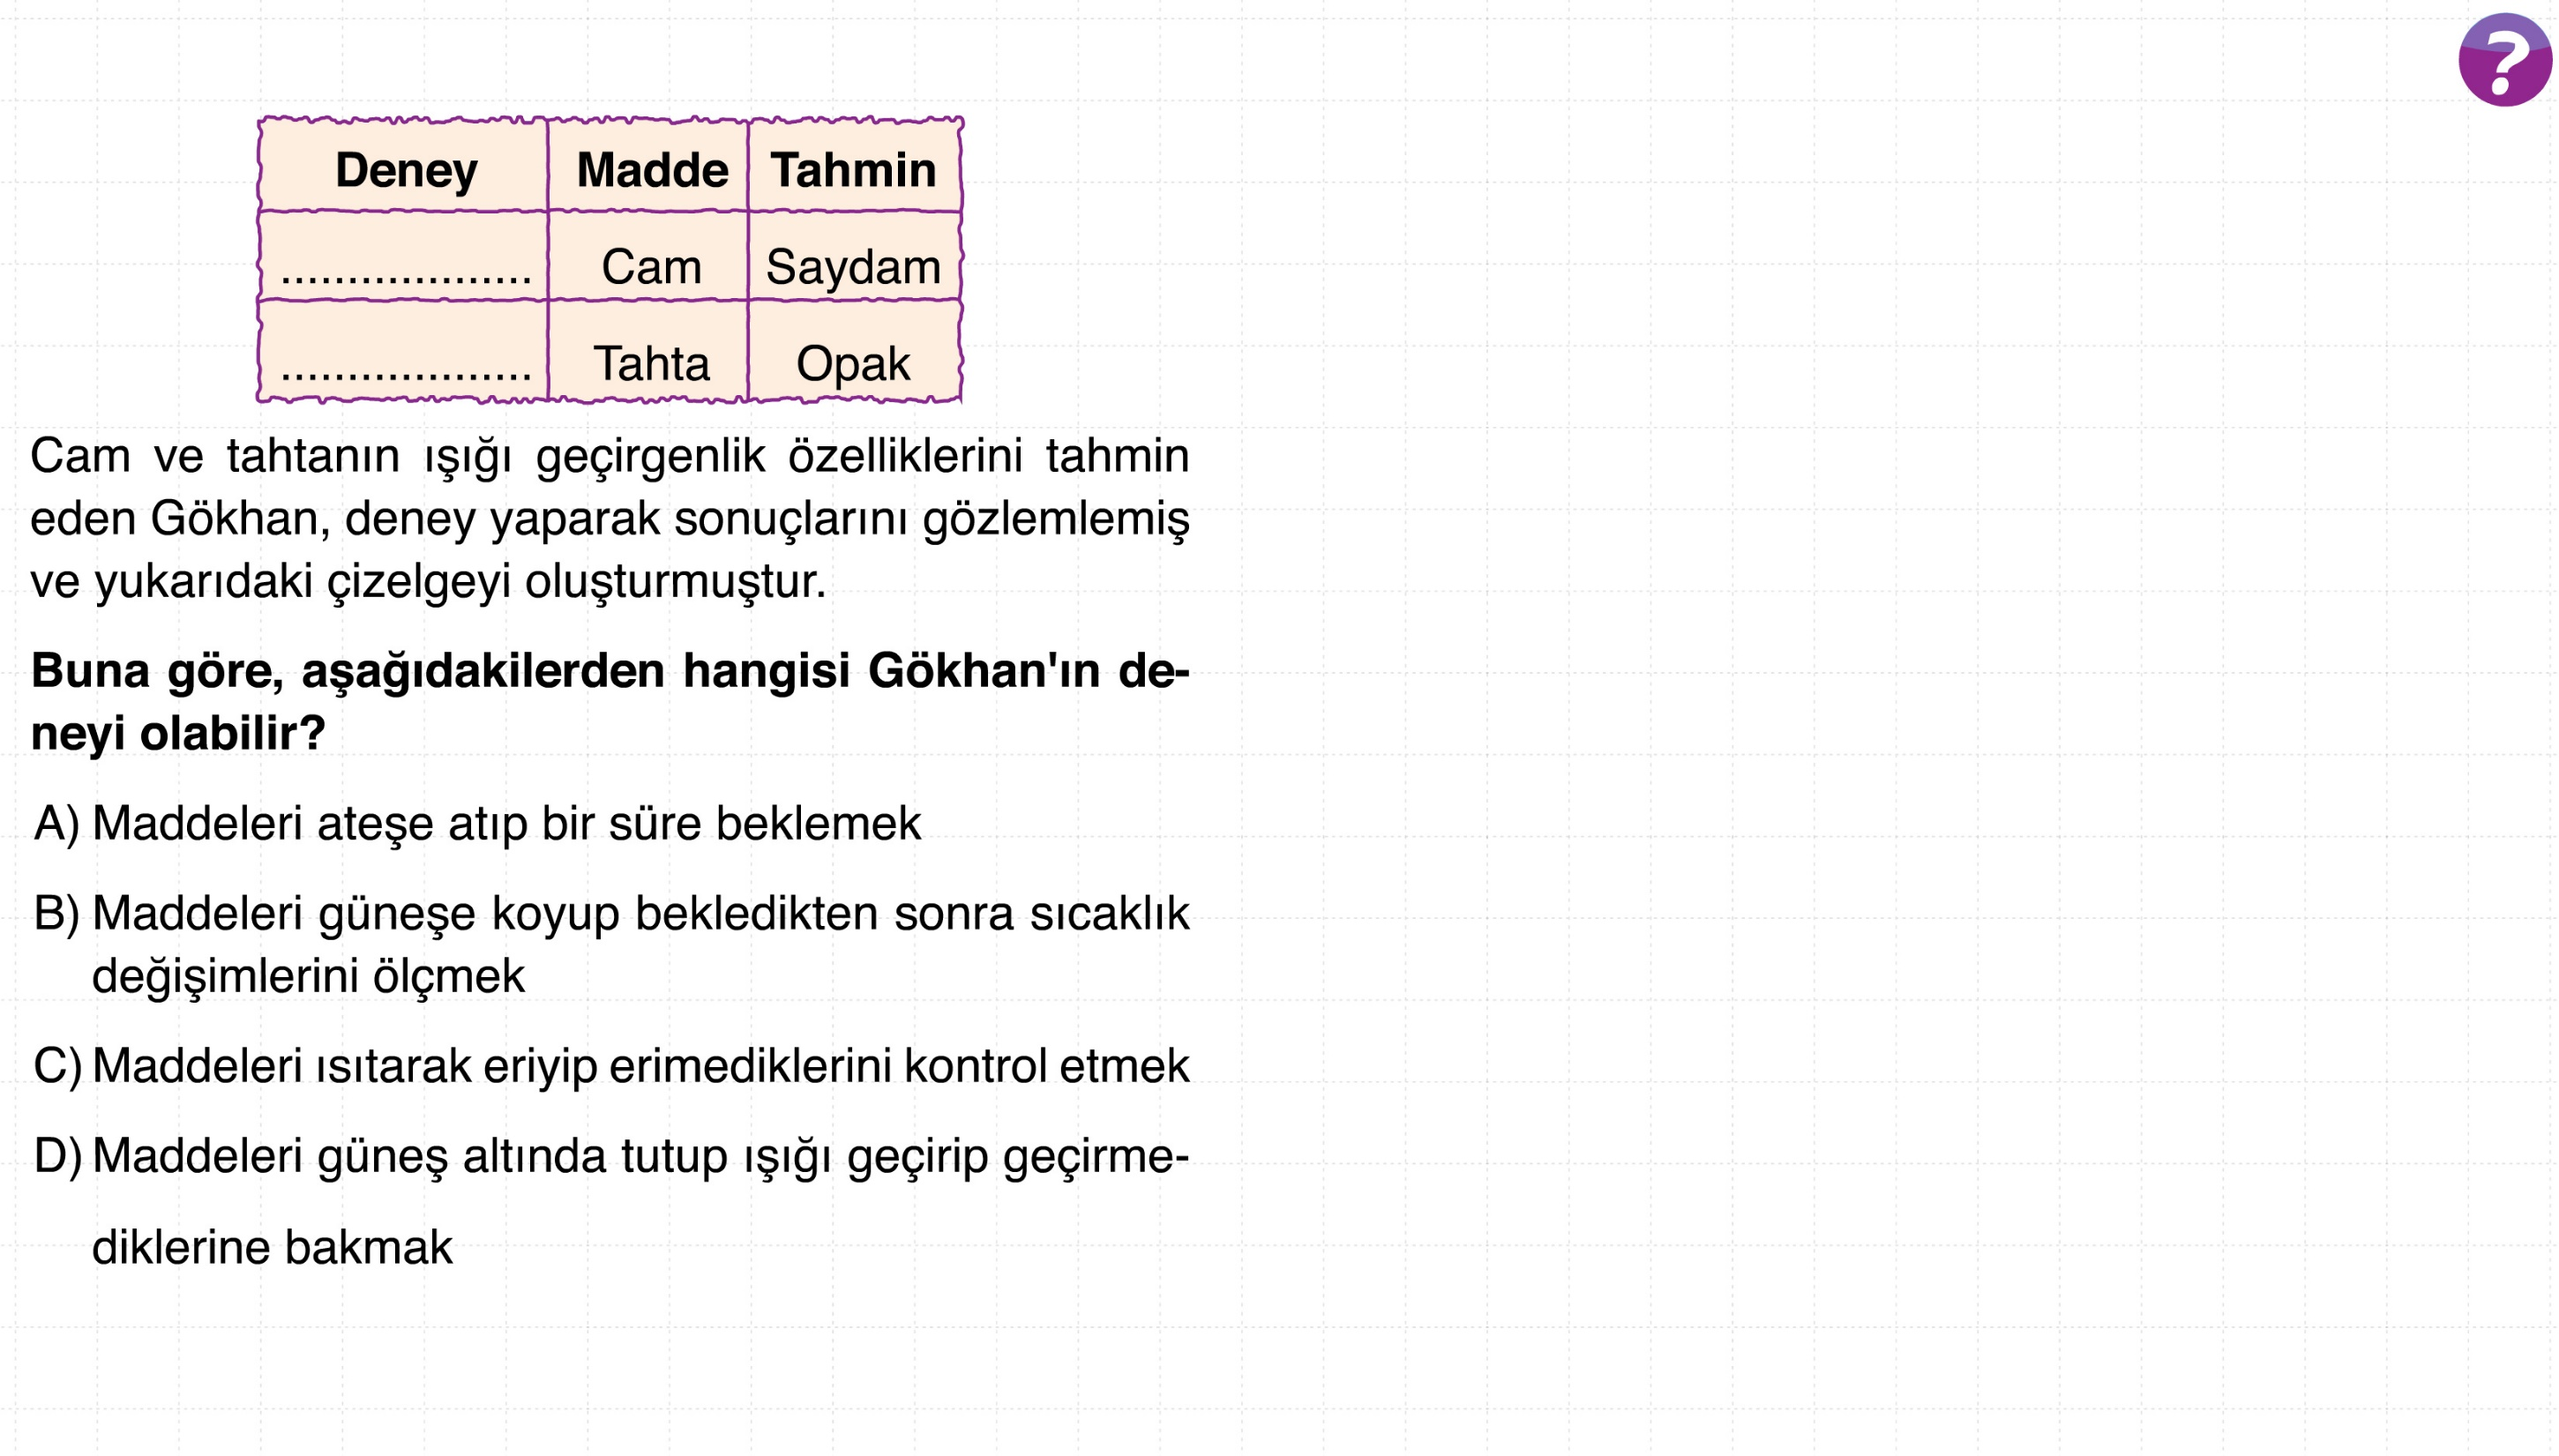 ?
Deney Madde Tahmin
................... Cam Saydam
................... Tahta Opak
Cam ve tahtanın ışığı geçirgenlik özelliklerini tahmin
eden Gökhan, deney yaparak sonuçlarını gözlemlemiş
ve yukarıdaki çizelgeyi oluşturmuştur.
Buna göre, aşağıdakilerden hangisi Gökhan'ın de-
neyi olabilir?
A) Maddeleri ateşe atıp bir süre beklemek
B) Maddeleri güneşe koyup bekledikten sonra sıcaklık
değişimlerini ölçmek
C) Maddeleri ısıtarak eriyip erimediklerini kontrol etmek
D) Maddeleri güneş altında tutup ışığı geçirip geçirme-
diklerine bakmak